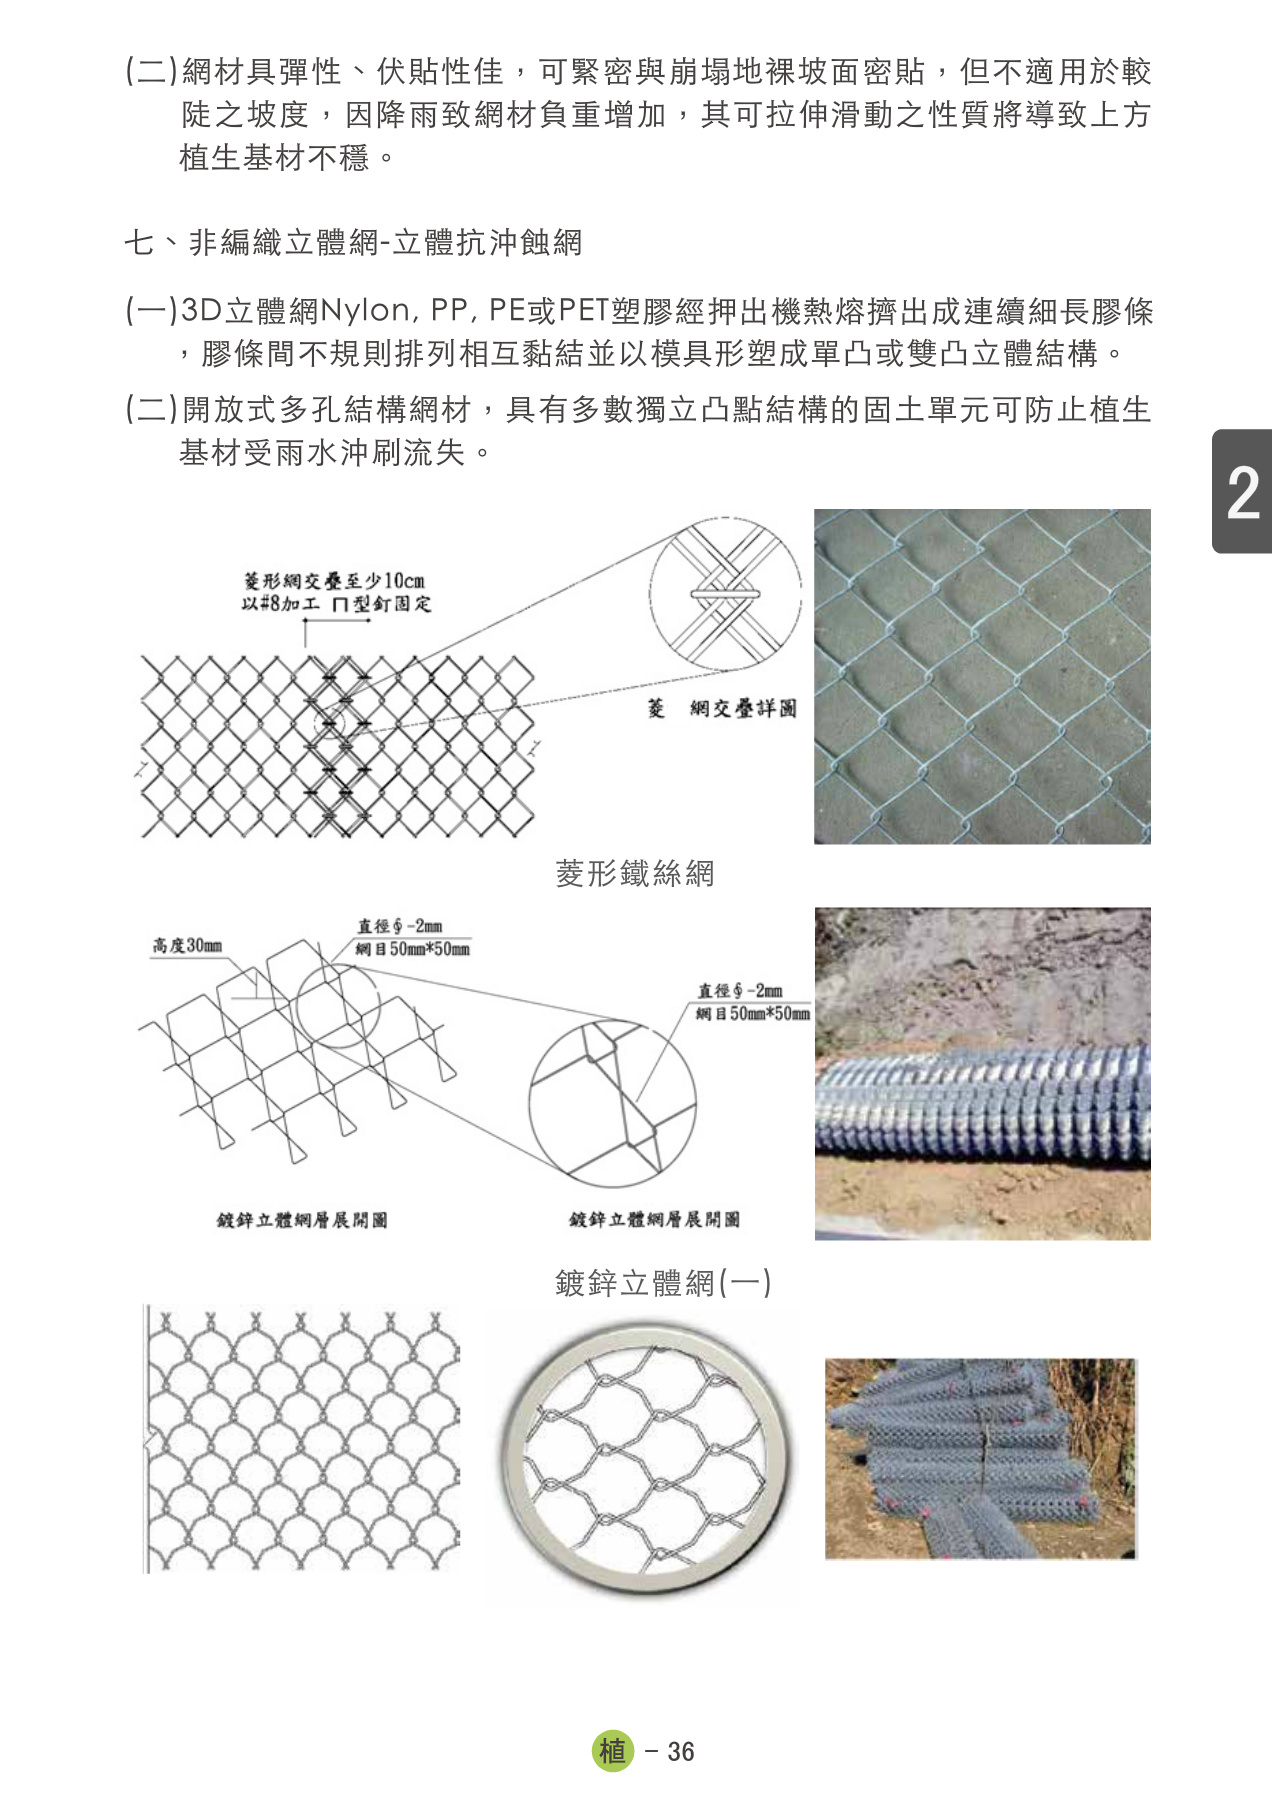 (二)網材具彈性、伏貼性佳，可緊密與崩塌地裸坡面密貼，但不適用於較
陡之坡度，因降雨致網材負重增加，其可拉伸滑動之性質將導致上方
植生基材不穩。
七、非編織立體網-立體抗沖蝕網
(一)3D立體網Nylon, PP, PE或PET塑膠經押出機熱熔擠出成連續細長膠條
，膠條間不規則排列相互黏結並以模具形塑成單凸或雙凸立體結構。
(二)開放式多孔結構網材，具有多數獨立凸點結構的固土單元可防止植生
基材受雨水沖刷流失。
2
菱形網交疊至少10cm
以#8加工 ㄇ型釘固定
菱 網交疊詳圖
菱形鐵絲網
高度30mm
直徑∮-2mm
網目50mm*50mm
直徑∮-2mm
網目50mm*50mm
鍍鋅立體網層展開圖
鍍鋅立體網層展開圖
鍍鋅立體網(一)
植 - 36